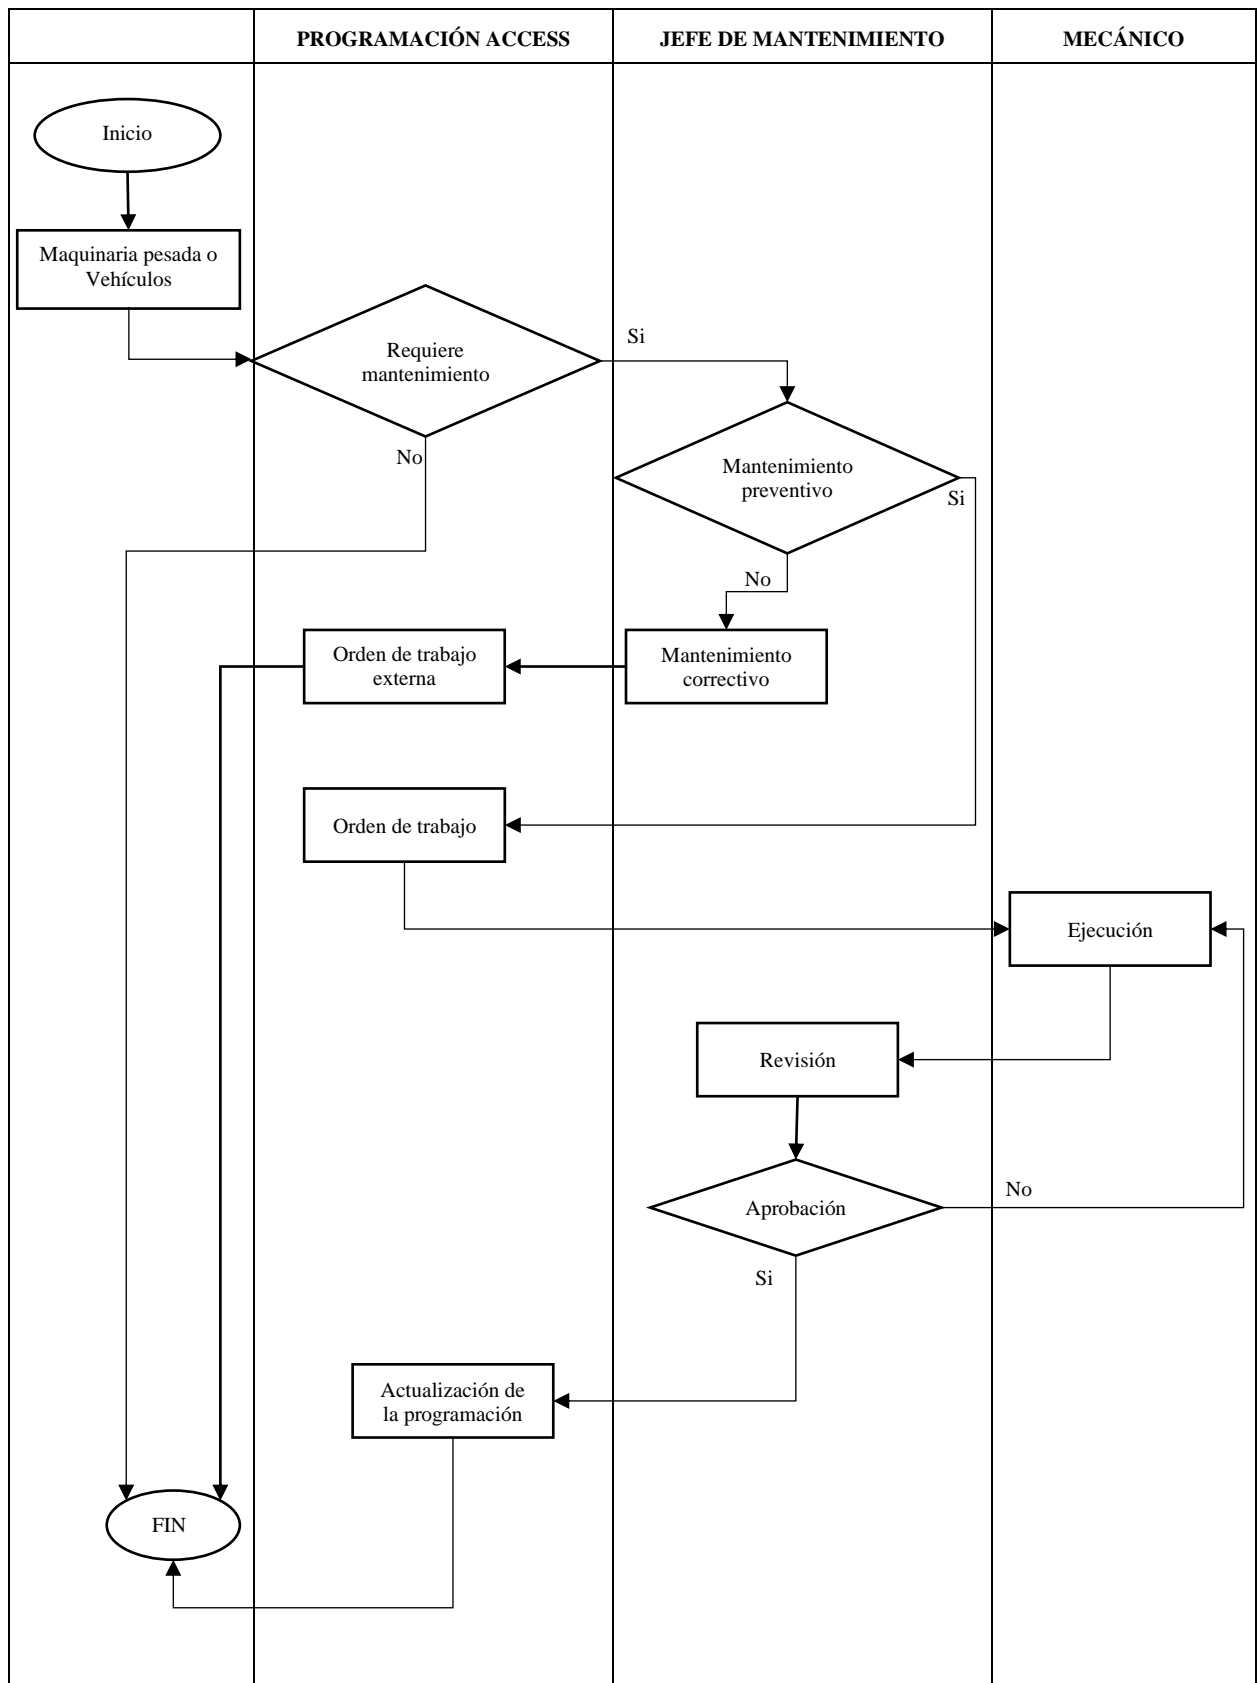 PROGRAMACIÓN ACCESS
JEFE DE MANTENIMIENTO
MECÁNICO
Inicio
Maquinaria pesada o
Vehículos
Requiere
mantenimiento
Si
No
Mantenimiento
preventivo
Si
No
Orden de trabajo
externa
Mantenimiento
correctivo
Orden de trabajo
Ejecución
Revisión
Aprobación
No
Si
Actualización de
la programación
FIN